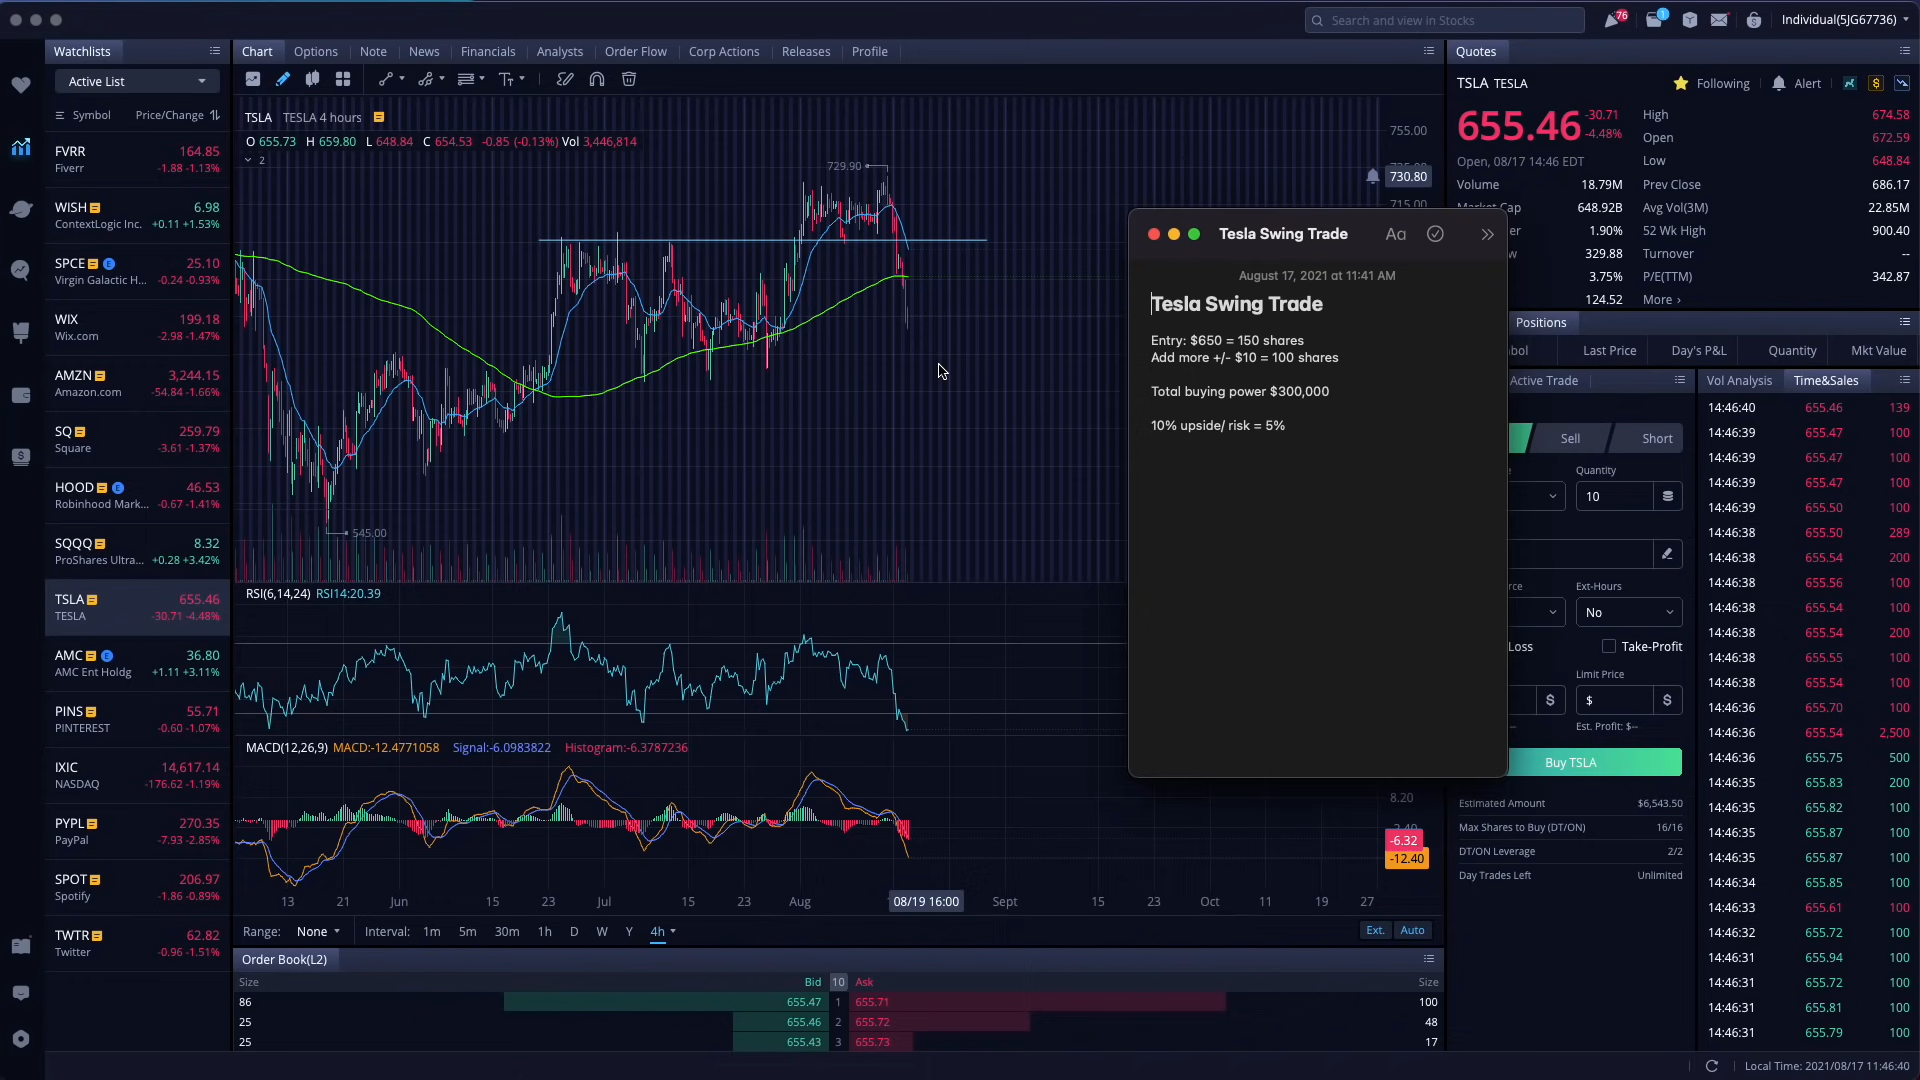 Search and view in Stocks
76
1
Individual(5JG67736)
Watchlists
Active List
Symbol Price/Change
FVRR 164.85
Fiverr -1.88 -1.13%
WISH 6.98
ContextLogic Inc. +0.11 +1.53%
SPCE E 25.10
Virgin Galactic H... -0.24 -0.93%
WIX 199.18
Wix.com -2.98 -1.47%
AMZN 3,244.15
Amazon.com -54.84 -1.66%
SQ 259.79
Square -3.61 -1.37%
HOOD E 46.53
Robinhood Mark... -0.67 -1.41%
SQQQ 8.32
ProShares Ultra... +0.28 +3.42%
TSLA 655.46
TESLA -30.71 -4.48%
AMC E 36.80
AMC Ent Holdg +1.11 +3.11%
PINS 55.71
PINTEREST -0.60 -1.07%
IXIC 14,617.14
NASDAQ -176.62 -1.19%
PYPL 270.35
PayPal -7.93 -2.85%
SPOT 206.97
Spotify -1.86 -0.89%
TWTR 62.82
Twitter -0.96 -1.51%
Chart Options Note News Financials Analysts Order Flow Corp Actions Releases Profile
TSLA TESLA 4 hours
O 655.73 H 659.80 L 648.84 C 654.53 -0.85 (-0.13%) Vol 3,446,814
2
729.90
545.00
755.00
730.80
715.00
RSI(6,14,24) RSI14:20.39
MACD(12,26,9) MACD:-12.4771058 Signal:-6.0983822 Histogram:-6.3787236
8.20
-6.32
-12.40
13 21 Jun 15 23 Jul 15 23 Aug 08/19 16:00 Sept 15 23 Oct 11 19 27
Range: None Interval: 1m 5m 30m 1h D W Y 4h Ext. Auto
Order Book(L2)
Size Bid 10 Ask Size
86 655.47 1 655.71 100
25 655.46 2 655.72 48
25 655.43 3 655.73 17
Tesla Swing Trade Aa
August 17, 2021 at 11:41 AM
Tesla Swing Trade
Entry: $650 = 150 shares
Add more +/- $10 = 100 shares
Total buying power $300,000
10% upside/ risk = 5%
Quotes
TSLA TESLA Following Alert
655.46 -30.71
-4.48%
Open, 08/17 14:46 EDT
High 674.58
Open 672.59
Low 648.84
Volume 18.79M Prev Close 686.17
648.92B Avg Vol(3M) 22.85M
1.90% 52 Wk High 900.40
329.88 Turnover --
3.75% P/E(TTM) 342.87
124.52 More
Positions
Last Price Day's P&L Quantity Mkt Value
Active Trade
Sell Short
Quantity
10
Ext-Hours
No
Loss Take-Profit
Limit Price
$ $ $
Est. Profit: $--
Buy TSLA
Estimated Amount $6,543.50
Max Shares to Buy (DT/ON) 16/16
DT/ON Leverage 2/2
Day Trades Left Unlimited
Vol Analysis Time&Sales
14:46:40 655.46 139
14:46:39 655.47 100
14:46:39 655.47 100
14:46:39 655.47 100
14:46:39 655.50 100
14:46:38 655.50 289
14:46:38 655.54 200
14:46:38 655.56 100
14:46:38 655.54 100
14:46:38 655.54 200
14:46:38 655.55 100
14:46:38 655.54 100
14:46:36 655.70 100
14:46:36 655.54 2,500
14:46:36 655.75 500
14:46:35 655.83 200
14:46:35 655.82 100
14:46:35 655.87 100
14:46:35 655.87 100
14:46:34 655.85 100
14:46:33 655.61 100
14:46:32 655.72 100
14:46:31 655.94 100
14:46:31 655.72 100
14:46:31 655.81 100
14:46:31 655.79 100
Local Time: 2021/08/17 11:46:40